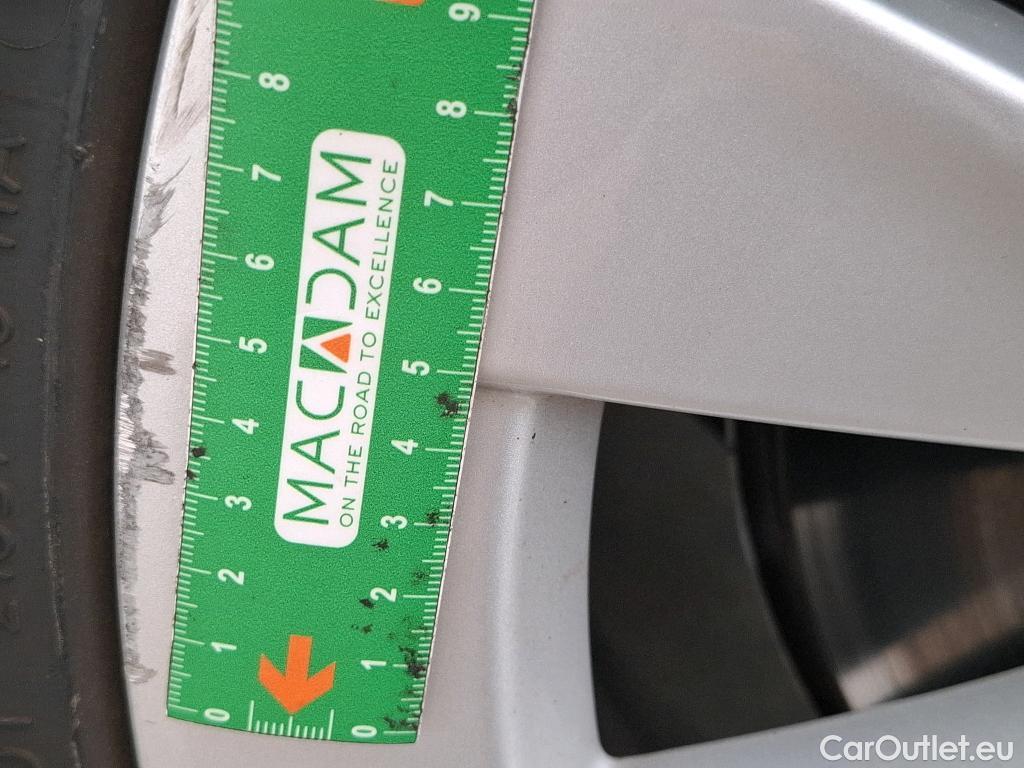 MACADAM
ON THE ROAD TO EXCELLENCE
0 1 2 3 4 5 6 7 8
0 1 2 3 4 5 6 7 8 9
CarOutlet.eu